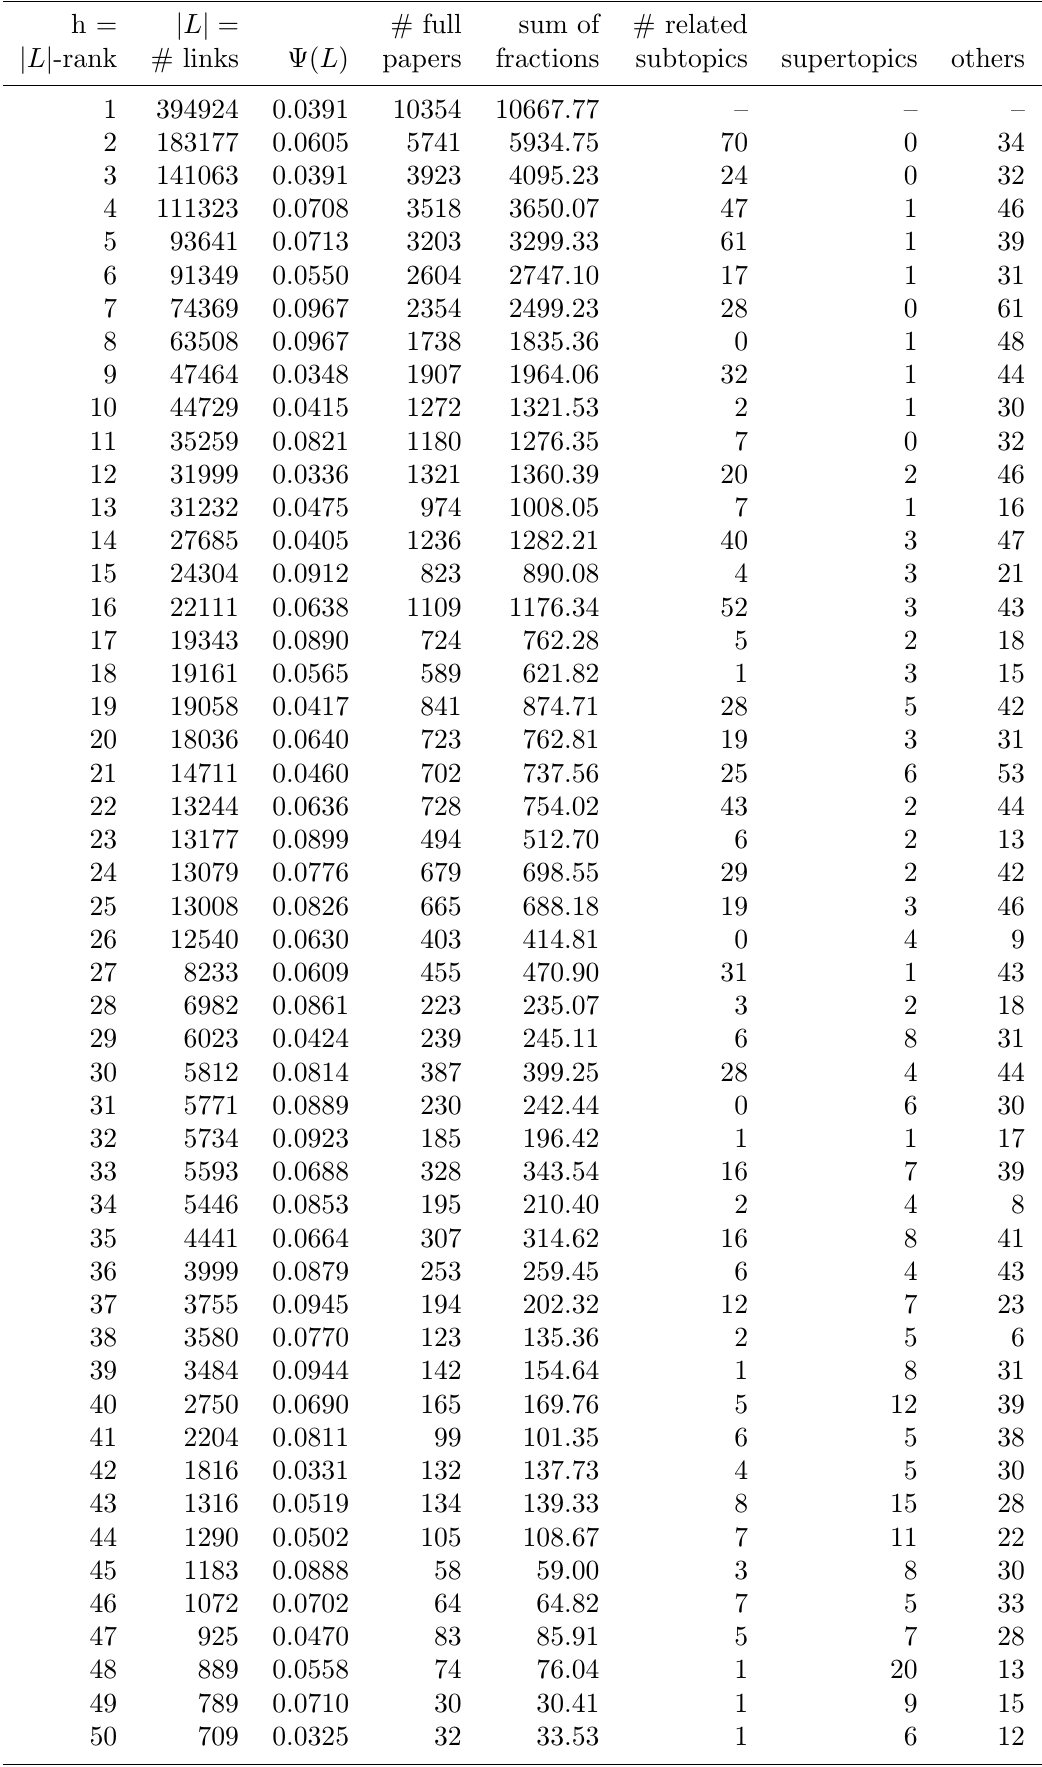 h = |L| = # full sum of # related
|L|-rank # links Ψ(L) papers fractions subtopics supertopics others
1 394924 0.0391 10354 10667.77 – – –
2 183177 0.0605 5741 5934.75 70 0 34
3 141063 0.0391 3923 4095.23 24 0 32
4 111323 0.0708 3518 3650.07 47 1 46
5 93641 0.0713 3203 3299.33 61 1 39
6 91349 0.0550 2604 2747.10 17 1 31
7 74369 0.0967 2354 2499.23 28 0 61
8 63508 0.0967 1738 1835.36 0 1 48
9 47464 0.0348 1907 1964.06 32 1 44
10 44729 0.0415 1272 1321.53 2 1 30
11 35259 0.0821 1180 1276.35 7 0 32
12 31999 0.0336 1321 1360.39 20 2 46
13 31232 0.0475 974 1008.05 7 1 16
14 27685 0.0405 1236 1282.21 40 3 47
15 24304 0.0912 823 890.08 4 3 21
16 22111 0.0638 1109 1176.34 52 3 43
17 19343 0.0890 724 762.28 5 2 18
18 19161 0.0565 589 621.82 1 3 15
19 19058 0.0417 841 874.71 28 5 42
20 18036 0.0640 723 762.81 19 3 31
21 14711 0.0460 702 737.56 25 6 53
22 13244 0.0636 728 754.02 43 2 44
23 13177 0.0899 494 512.70 6 2 13
24 13079 0.0776 679 698.55 29 2 42
25 13008 0.0826 665 688.18 19 3 46
26 12540 0.0630 403 414.81 0 4 9
27 8233 0.0609 455 470.90 31 1 43
28 6982 0.0861 223 235.07 3 2 18
29 6023 0.0424 239 245.11 6 8 31
30 5812 0.0814 387 399.25 28 4 44
31 5771 0.0889 230 242.44 0 6 30
32 5734 0.0923 185 196.42 1 1 17
33 5593 0.0688 328 343.54 16 7 39
34 5446 0.0853 195 210.40 2 4 8
35 4441 0.0664 307 314.62 16 8 41
36 3999 0.0879 253 259.45 6 4 43
37 3755 0.0945 194 202.32 12 7 23
38 3580 0.0770 123 135.36 2 5 6
39 3484 0.0944 142 154.64 1 8 31
40 2750 0.0690 165 169.76 5 12 39
41 2204 0.0811 99 101.35 6 5 38
42 1816 0.0331 132 137.73 4 5 30
43 1316 0.0519 134 139.33 8 15 28
44 1290 0.0502 105 108.67 7 11 22
45 1183 0.0888 58 59.00 3 8 30
46 1072 0.0702 64 64.82 7 5 33
47 925 0.0470 83 85.91 5 7 28
48 889 0.0558 74 76.04 1 20 13
49 789 0.0710 30 30.41 1 9 15
50 709 0.0325 32 33.53 1 6 12